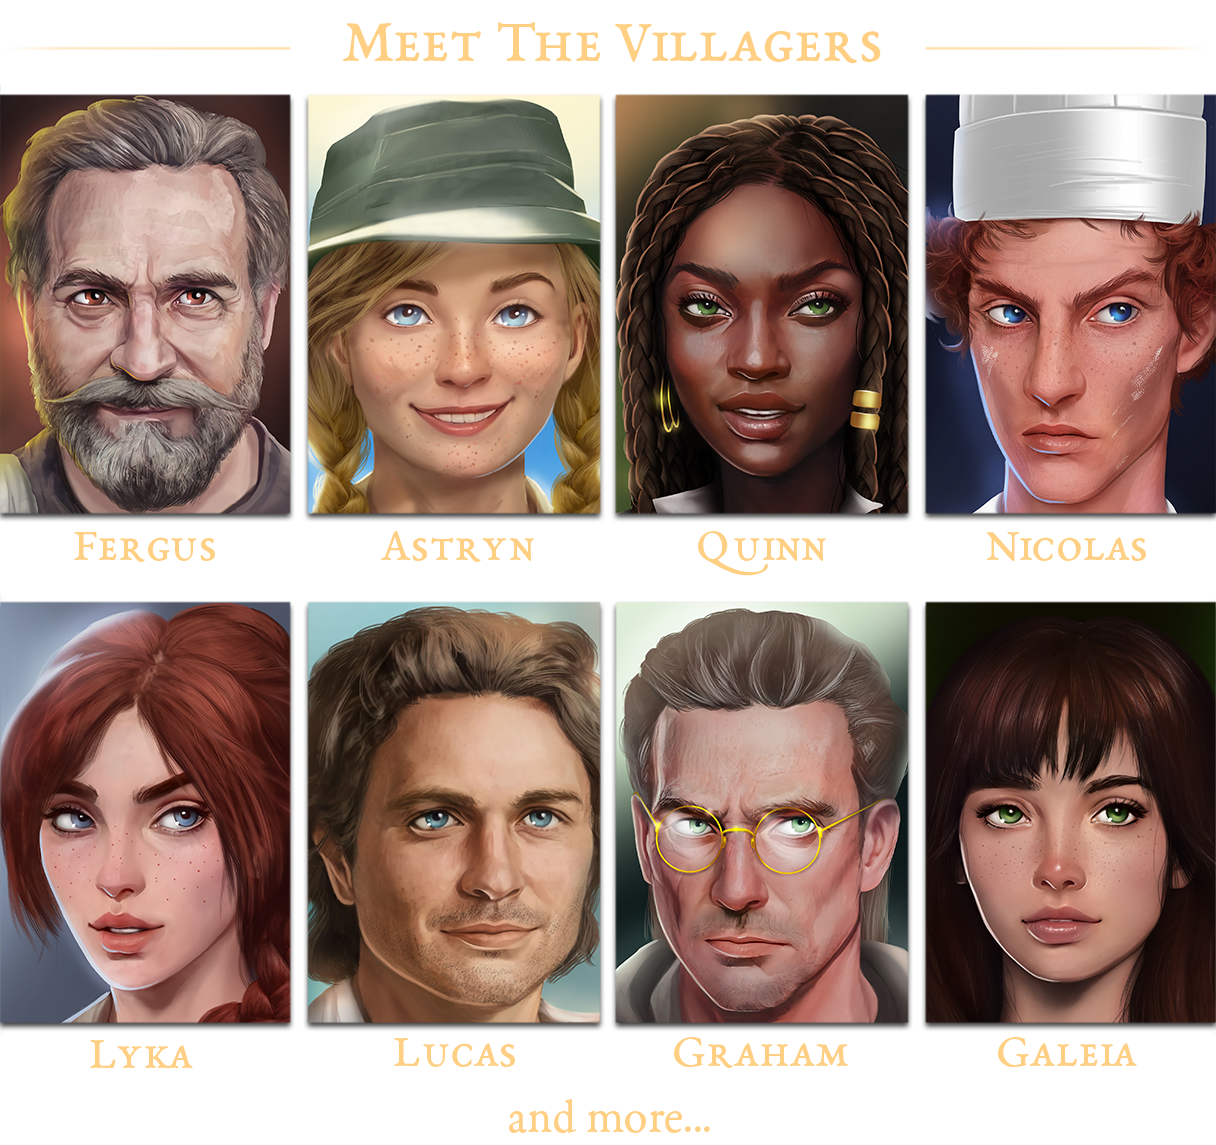 Meet The Villagers
Fergus
Astryn
Quinn
Nicolas
Lyka
Lucas
Graham
Galeia
and more...